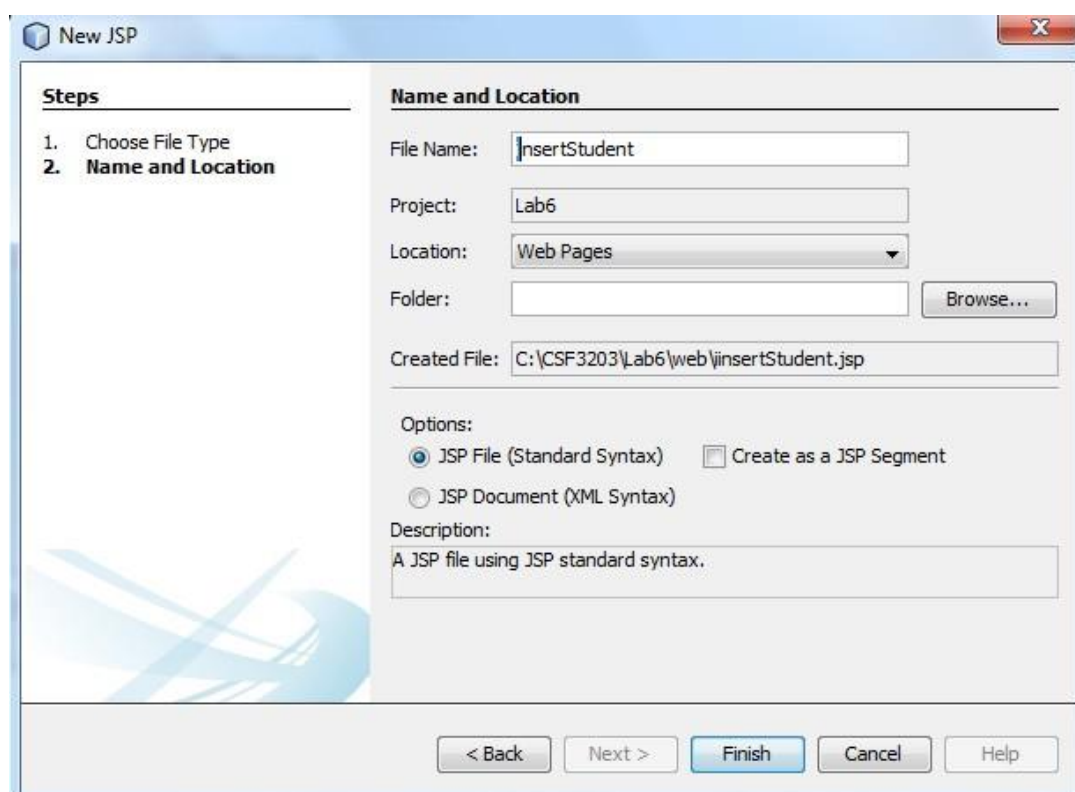 New JSP
X
Steps
1. Choose File Type
2. Name and Location
Name and Location
File Name: insertStudent
Project: Lab6
Location: Web Pages
Folder: Browse...
Created File: C:\CSF3203\Lab6\web\iinsertStudent.jsp
Options:
JSP File (Standard Syntax) Create as a JSP Segment
JSP Document (XML Syntax)
Description:
A JSP file using JSP standard syntax.
< Back Next > Finish Cancel Help